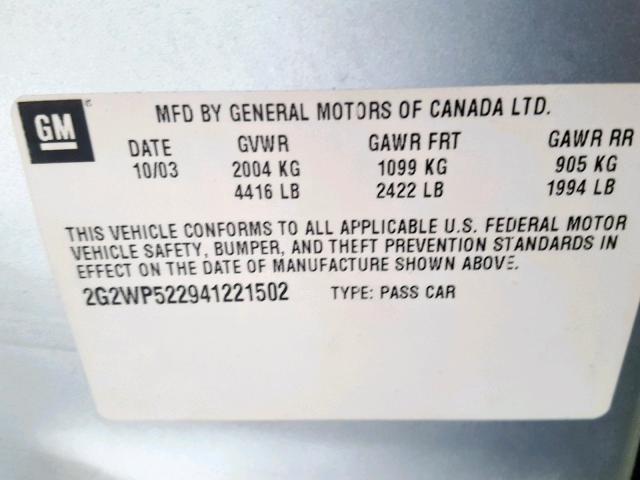 GM
MFD BY GENERAL MOTORS OF CANADA LTD.
DATE GVWR GAWR FRT GAWR RR
10/03 2004 KG 1099 KG 905 KG
4416 LB 2422 LB 1994 LB
THIS VEHICLE CONFORMS TO ALL APPLICABLE U.S. FEDERAL MOTOR
VEHICLE SAFETY, BUMPER, AND THEFT PREVENTION STANDARDS IN
EFFECT ON THE DATE OF MANUFACTURE SHOWN ABOVE.
2G2WP522941221502 TYPE: PASS CAR